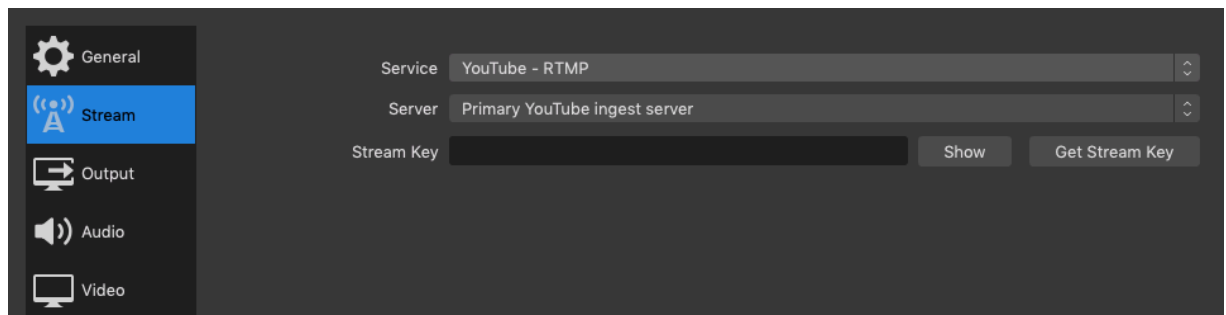 General
Stream
Output
Audio
Video
Service YouTube - RTMP
Server Primary YouTube ingest server
Stream Key Show Get Stream Key